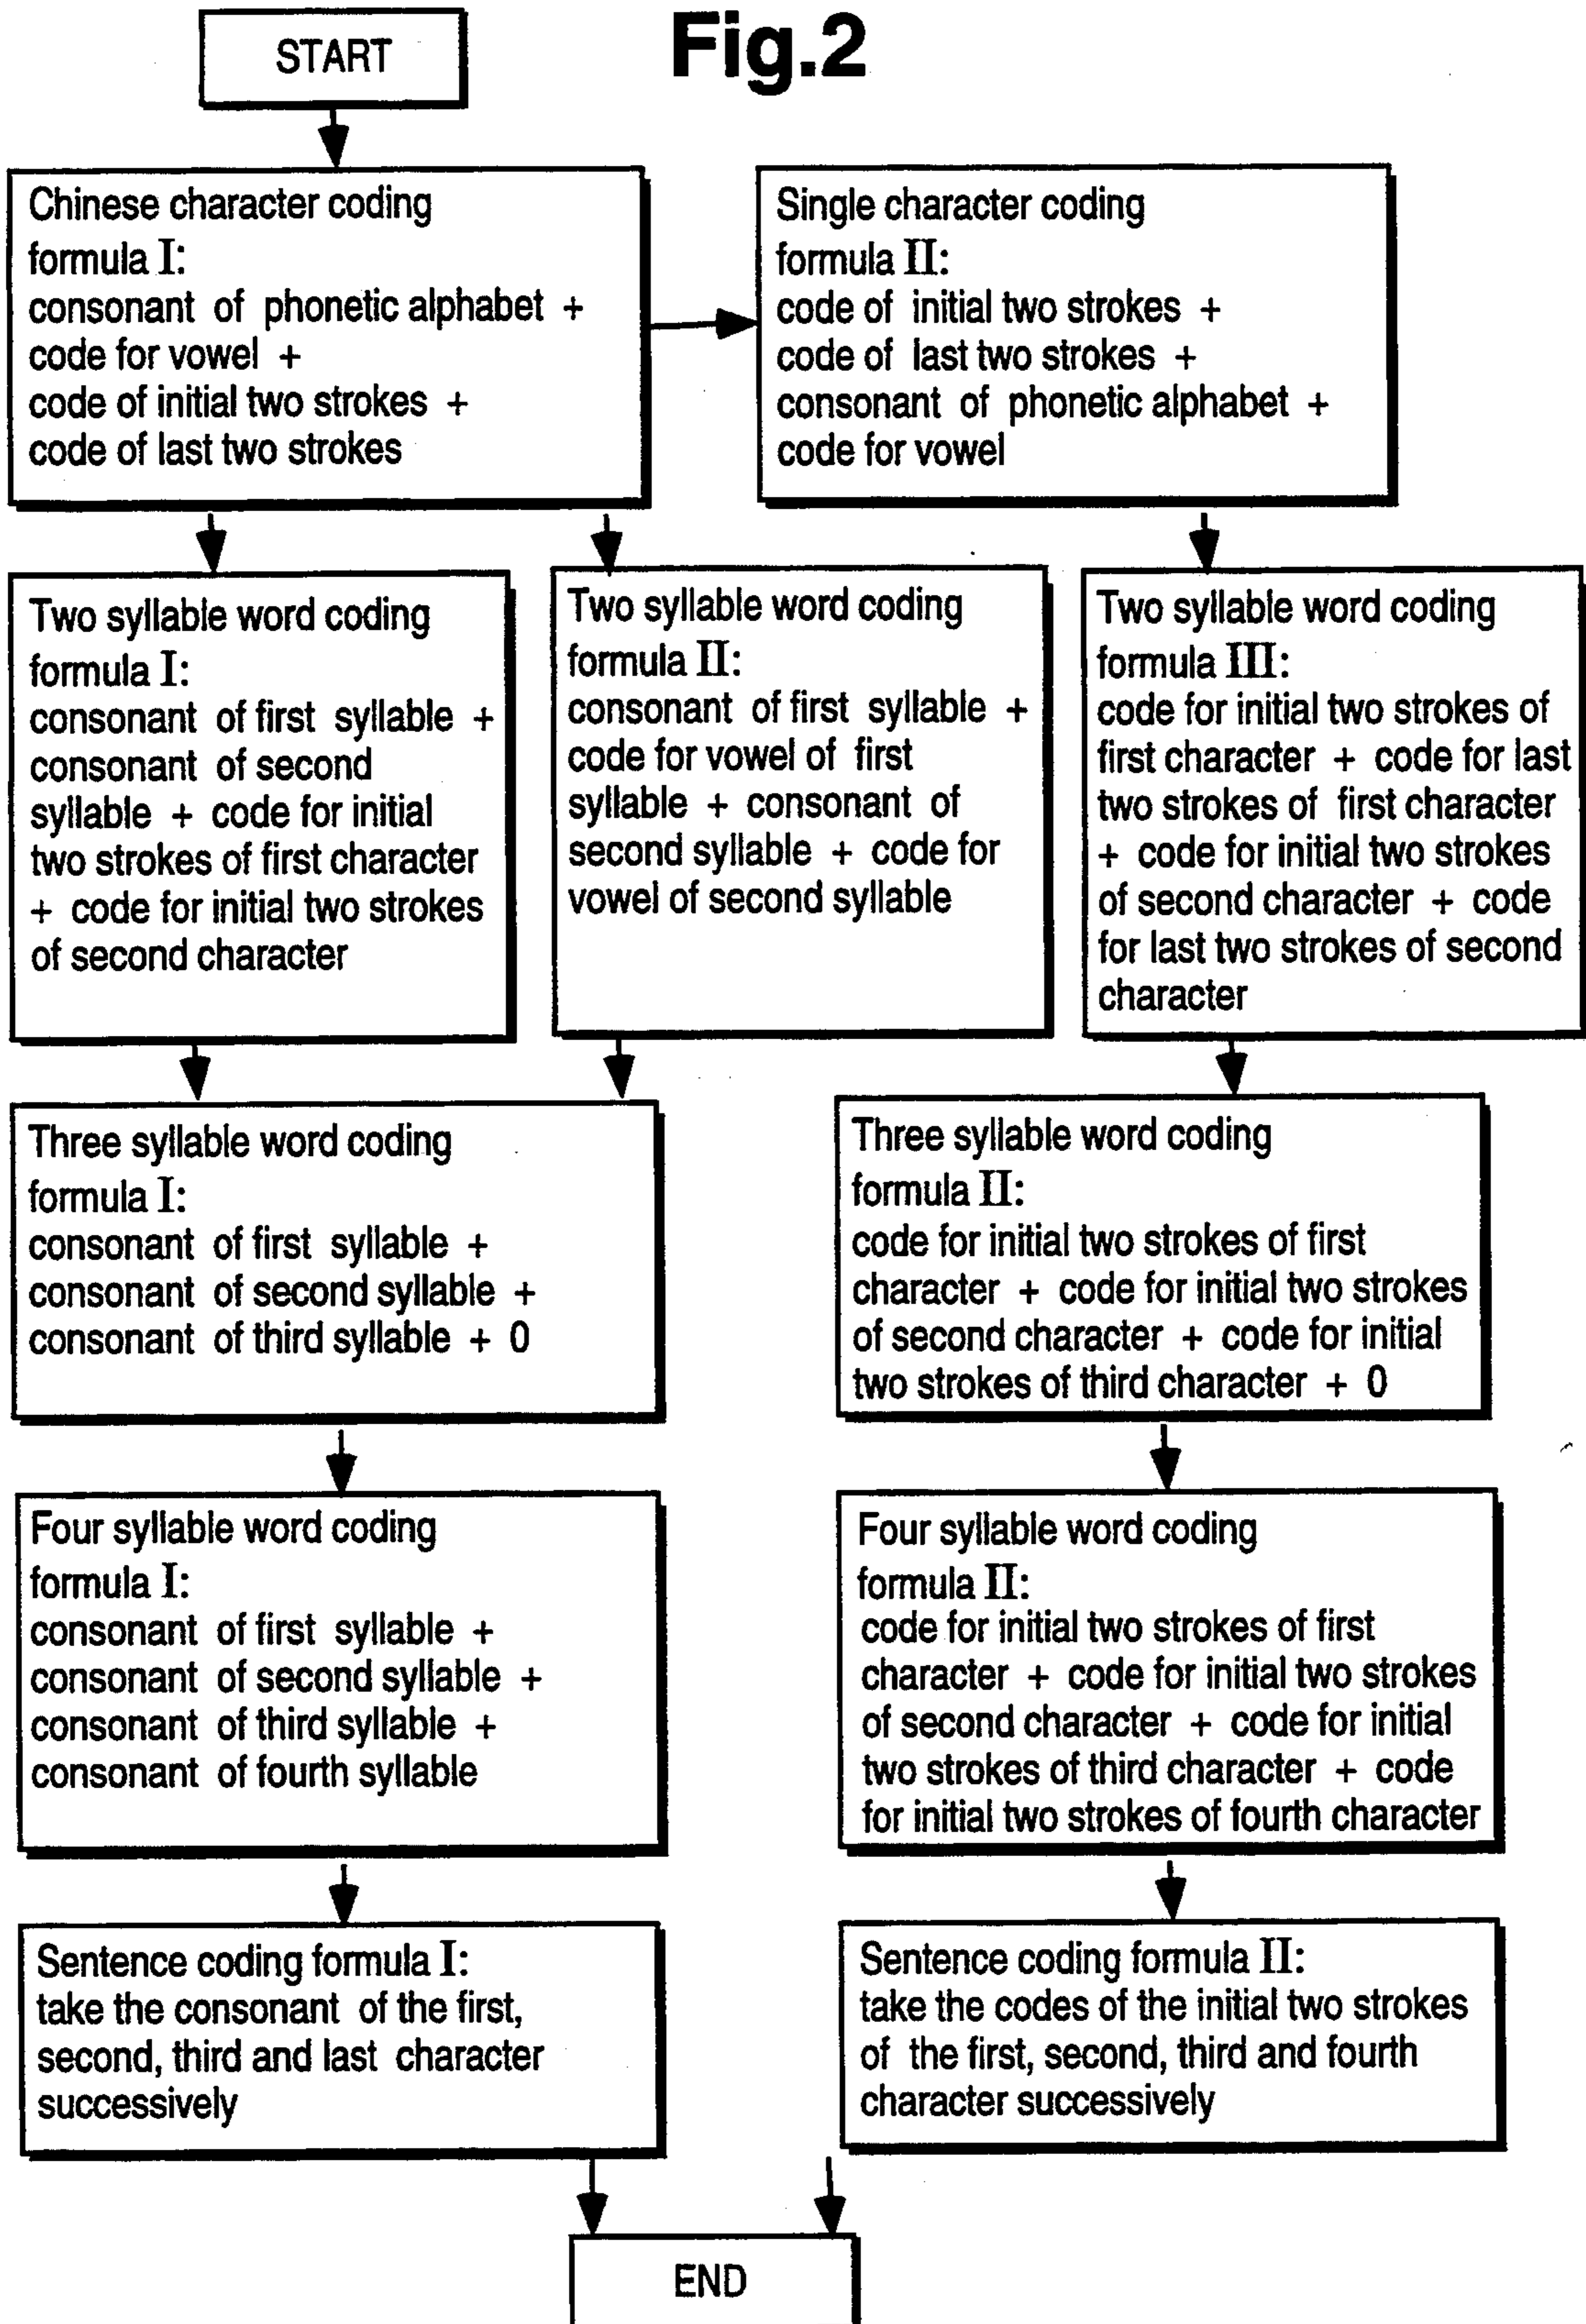 Fig.2
START
Chinese character coding
formula I:
consonant of phonetic alphabet +
code for vowel +
code of initial two strokes +
code of last two strokes
Single character coding
formula II:
code of initial two strokes +
code of last two strokes +
consonant of phonetic alphabet +
code for vowel
Two syllable word coding
formula I:
consonant of first syllable +
consonant of second
syllable + code for initial
two strokes of first character
+ code for initial two strokes
of second character
Two syllable word coding
formula II:
consonant of first syllable +
code for vowel of first
syllable + consonant of
second syllable + code for
vowel of second syllable
Two syllable word coding
formula III:
code for initial two strokes of
first character + code for last
two strokes of first character
+ code for initial two strokes
of second character + code
for last two strokes of second
character
Three syllable word coding
formula I:
consonant of first syllable +
consonant of second syllable +
consonant of third syllable + 0
Three syllable word coding
formula II:
code for initial two strokes of first
character + code for initial two strokes
of second character + code for initial
two strokes of third character + 0
Four syllable word coding
formula I:
consonant of first syllable +
consonant of second syllable +
consonant of third syllable +
consonant of fourth syllable
Four syllable word coding
formula II:
code for initial two strokes of first
character + code for initial two strokes
of second character + code for initial
two strokes of third character + code
for initial two strokes of fourth character
Sentence coding formula I:
take the consonant of the first,
second, third and last character
successively
Sentence coding formula II:
take the codes of the initial two strokes
of the first, second, third and fourth
character successively
END